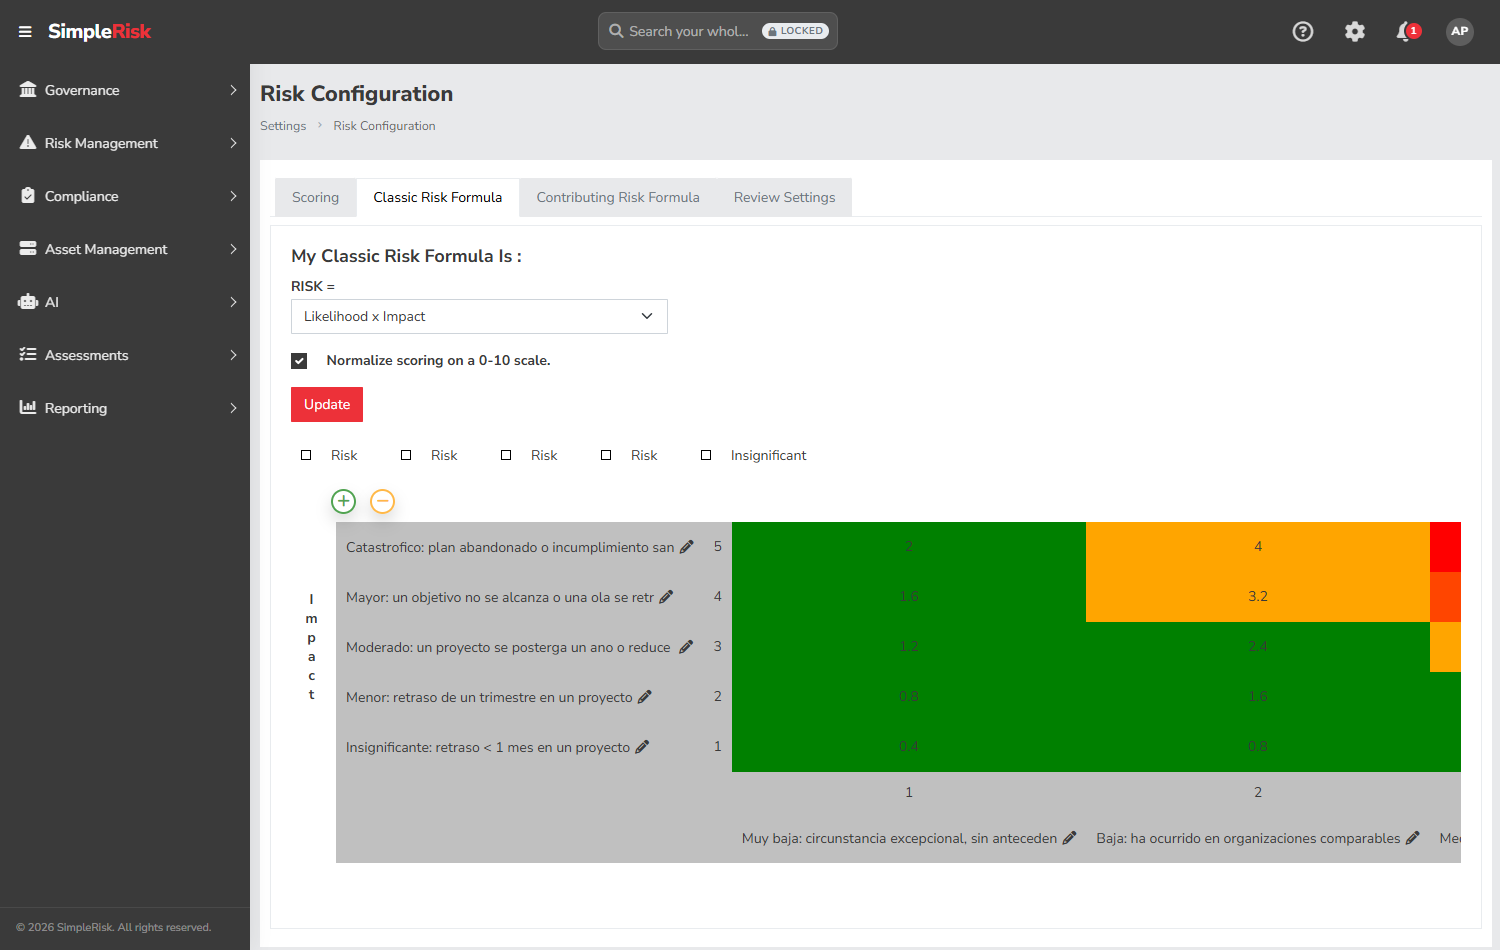 SimpleRisk
Search your whol...
LOCKED
1
AP
Governance
Risk Management
Compliance
Asset Management
AI
Assessments
Reporting
© 2026 SimpleRisk. All rights reserved.
Risk Configuration
Settings > Risk Configuration
Scoring
Classic Risk Formula
Contributing Risk Formula
Review Settings
My Classic Risk Formula Is :
RISK =
Likelihood x Impact
Normalize scoring on a 0-10 scale.
Update
Risk Risk Risk Risk Insignificant
Impact
Catastrofico: plan abandonado o incumplimiento san 5 2 4
Mayor: un objetivo no se alcanza o una ola se retr 4 1.6 3.2
Moderado: un proyecto se posterga un ano o reduce 3 1.2 2.4
Menor: retraso de un trimestre en un proyecto 2 0.8 1.6
Insignificante: retraso < 1 mes en un proyecto 1 0.4 0.8
1 2
Muy baja: circunstancia excepcional, sin anteceden Baja: ha ocurrido en organizaciones comparables